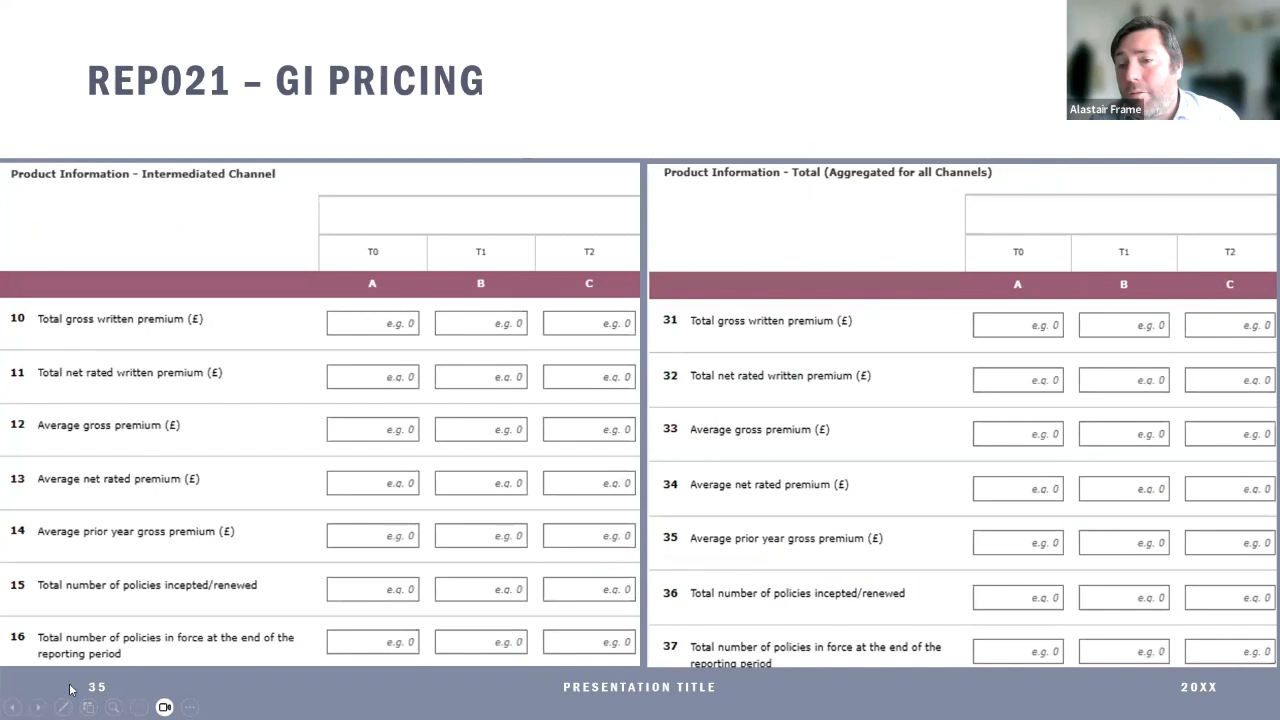 REP021 – GI PRICING
Alastair Frame
Product Information - Intermediated Channel
T0 T1 T2
A B C
10 Total gross written premium (£) e.g. 0 e.g. 0 e.g. 0
11 Total net rated written premium (£) e.g. 0 e.g. 0 e.g. 0
12 Average gross premium (£) e.g. 0 e.g. 0 e.g. 0
13 Average net rated premium (£) e.g. 0 e.g. 0 e.g. 0
14 Average prior year gross premium (£) e.g. 0 e.g. 0 e.g. 0
15 Total number of policies incepted/renewed e.g. 0 e.g. 0 e.g. 0
16 Total number of policies in force at the end of the e.g. 0 e.g. 0 e.g. 0
reporting period
Product Information - Total (Aggregated for all Channels)
T0 T1 T2
A B C
31 Total gross written premium (£) e.g. 0 e.g. 0 e.g. 0
32 Total net rated written premium (£) e.g. 0 e.g. 0 e.g. 0
33 Average gross premium (£) e.g. 0 e.g. 0 e.g. 0
34 Average net rated premium (£) e.g. 0 e.g. 0 e.g. 0
35 Average prior year gross premium (£) e.g. 0 e.g. 0 e.g. 0
36 Total number of policies incepted/renewed e.g. 0 e.g. 0 e.g. 0
37 Total number of policies in force at the end of the e.g. 0 e.g. 0 e.g. 0
reporting period
35 PRESENTATION TITLE 20XX